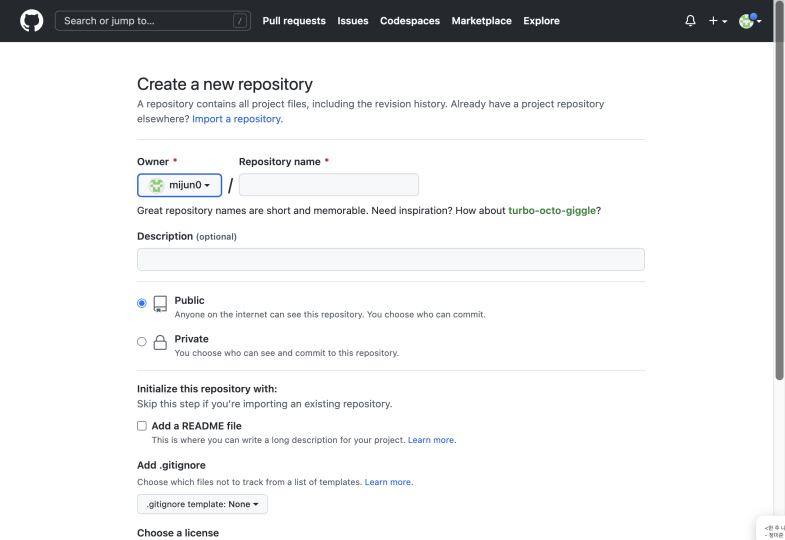 Search or jump to... /
Pull requests Issues Codespaces Marketplace Explore
Create a new repository
A repository contains all project files, including the revision history. Already have a project repository
elsewhere? Import a repository.
Owner * Repository name *
mijun0 /
Great repository names are short and memorable. Need inspiration? How about turbo-octo-giggle?
Description (optional)
Public
Anyone on the internet can see this repository. You choose who can commit.
Private
You choose who can see and commit to this repository.
Initialize this repository with:
Skip this step if you're importing an existing repository.
Add a README file
This is where you can write a long description for your project. Learn more.
Add .gitignore
Choose which files not to track from a list of templates. Learn more.
.gitignore template: None
Choose a license
<한 주 나